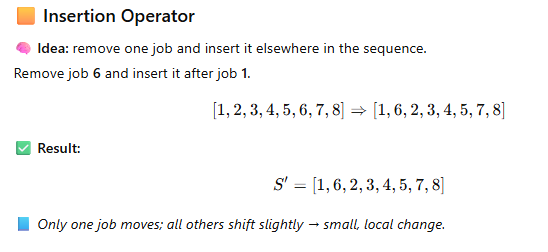 🟧 Insertion Operator
🧠 Idea: remove one job and insert it elsewhere in the sequence.
Remove job 6 and insert it after job 1.
[1, 2, 3, 4, 5, 6, 7, 8] ⇒ [1, 6, 2, 3, 4, 5, 7, 8]
✅ Result:
S′ = [1, 6, 2, 3, 4, 5, 7, 8]
📘 Only one job moves; all others shift slightly → small, local change.